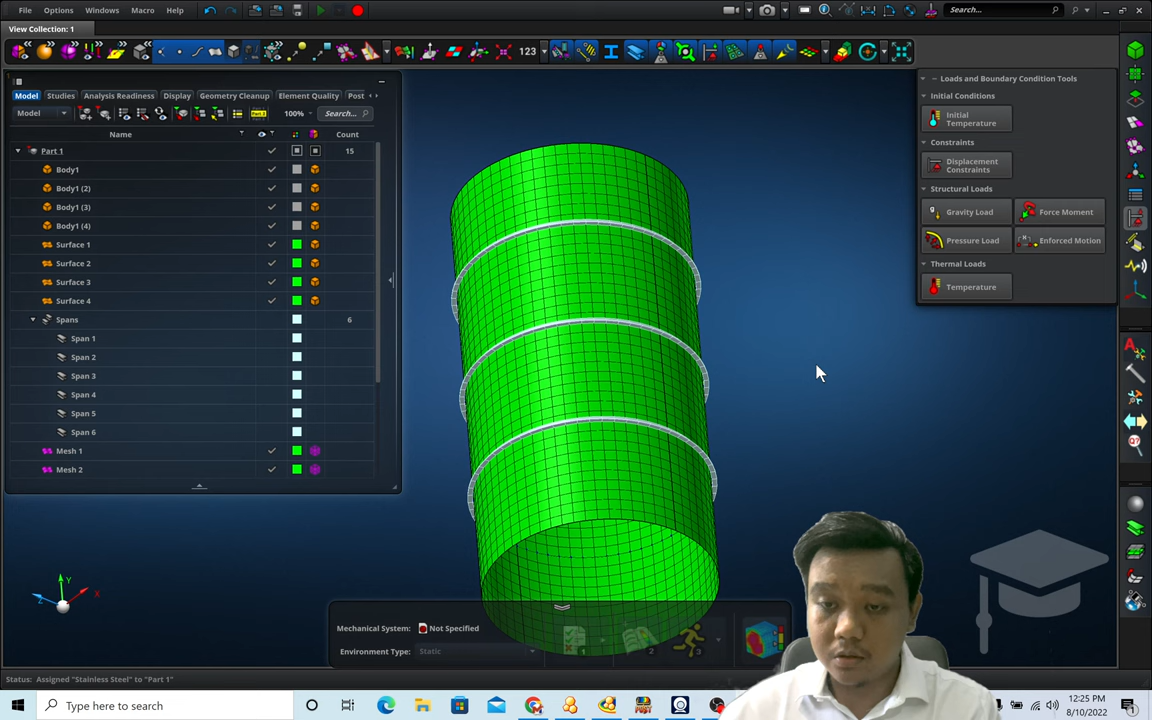 File Options Windows Macro Help Search...
View Collection: 1
123
Model Studies Analysis Readiness Display Geometry Cleanup Element Quality Post
Model 100% Search...
Name Count
Part 1 15
Body1
Body1 (2)
Body1 (3)
Body1 (4)
Surface 1
Surface 2
Surface 3
Surface 4
Spans 6
Span 1
Span 2
Span 3
Span 4
Span 5
Span 6
Mesh 1
Mesh 2
Loads and Boundary Condition Tools
Initial Conditions
Initial
Temperature
Constraints
Displacement
Constraints
Structural Loads
Gravity Load Force Moment
Pressure Load Enforced Motion
Thermal Loads
Temperature
Y
X
Z
Mechanical System: Not Specified
Environment Type: Static
1 2 3
Status: Assigned "Stainless Steel" to "Part 1"
Type here to search
12:25 PM
8/10/2022